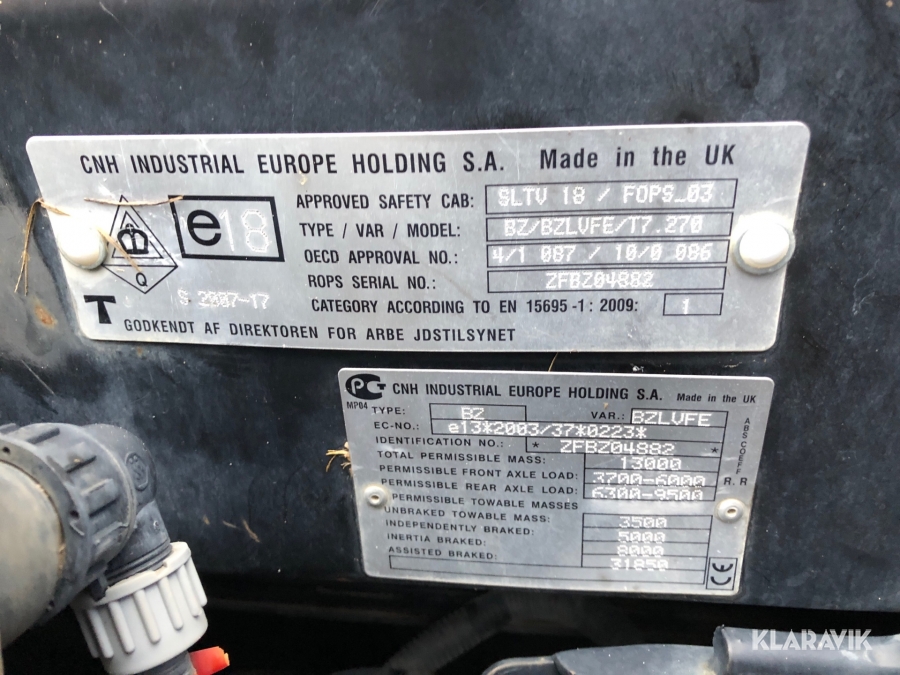 CNH INDUSTRIAL EUROPE HOLDING S.A. Made in the UK
APPROVED SAFETY CAB: SLTV 18 / FOPS_03
TYPE / VAR / MODEL: BZ/BZLVFE/T7.270
OECD APPROVAL NO.: 4/1 087 / 10/0 086
ROPS SERIAL NO.: ZFBZ04882
CATEGORY ACCORDING TO EN 15695-1: 2009: 1
e18
Q
T S 2007-17
GODKENDT AF DIREKTOREN FOR ARBE JDSTILSYNET
PCT CNH INDUSTRIAL EUROPE HOLDING S.A. Made in the UK
MP04 TYPE: BZ VAR.: BZLVFE
EC-NO.: e13*2003/37*0223*
IDENTIFICATION NO.: * ZFBZ04882 *
TOTAL PERMISSIBLE MASS: 13000
PERMISSIBLE FRONT AXLE LOAD: 3700-6000
PERMISSIBLE REAR AXLE LOAD: 6300-9500
PERMISSIBLE TOWABLE MASSES
UNBRAKED TOWABLE MASS: 3500
INDEPENDENTLY BRAKED: 5000
INERTIA BRAKED: 8000
ASSISTED BRAKED: 31850
ABSCOEFF
R. R
CE
KLARAVIK